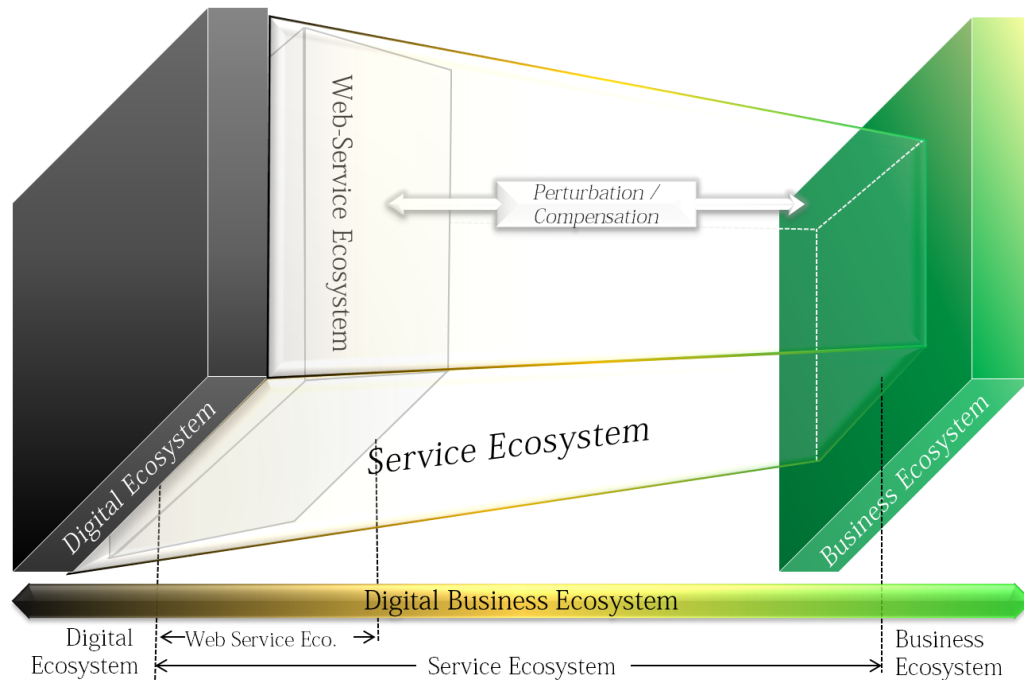 Web-Service Ecosystem
Perturbation /
Compensation
Service Ecosystem
Digital Ecosystem
Business Ecosystem
Digital Business Ecosystem
Digital
Ecosystem
Web Service Eco.
Service Ecosystem
Business
Ecosystem